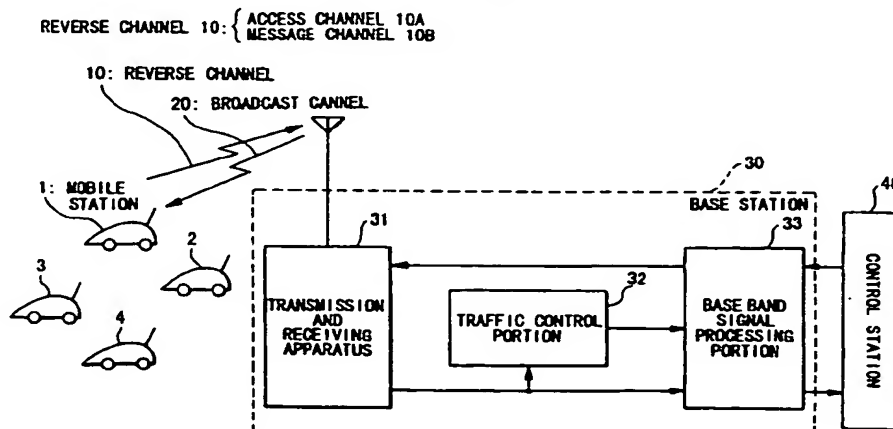 REVERSE CHANNEL 10: { ACCESS CHANNEL 10A
MESSAGE CHANNEL 10B
10: REVERSE CHANNEL
20: BROADCAST CANNEL
1: MOBILE
STATION
2
3
4
30
BASE STATION
31
TRANSMISSION
AND
RECEIVING
APPARATUS
32
TRAFFIC CONTROL
PORTION
33
BASE BAND
SIGNAL
PROCESSING
PORTION
CONTROL STATION